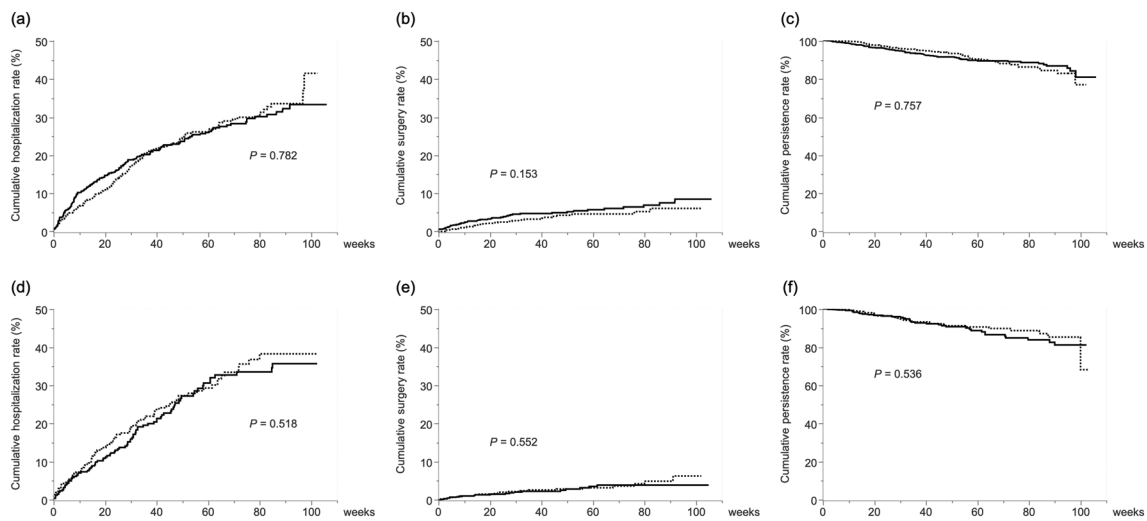 (a)
Cumulative hospitalization rate (%)
50
40
30
20
10
0
P = 0.782
0 20 40 60 80 100 weeks
(b)
Cumulative surgery rate (%)
50
40
30
20
10
0
P = 0.153
0 20 40 60 80 100 weeks
(c)
Cumulative persistence rate (%)
100
80
60
40
20
0
P = 0.757
0 20 40 60 80 100 weeks
(d)
Cumulative hospitalization rate (%)
50
40
30
20
10
0
P = 0.518
0 20 40 60 80 100 weeks
(e)
Cumulative surgery rate (%)
50
40
30
20
10
0
P = 0.552
0 20 40 60 80 100 weeks
(f)
Cumulative persistence rate (%)
100
80
60
40
20
0
P = 0.536
0 20 40 60 80 100 weeks